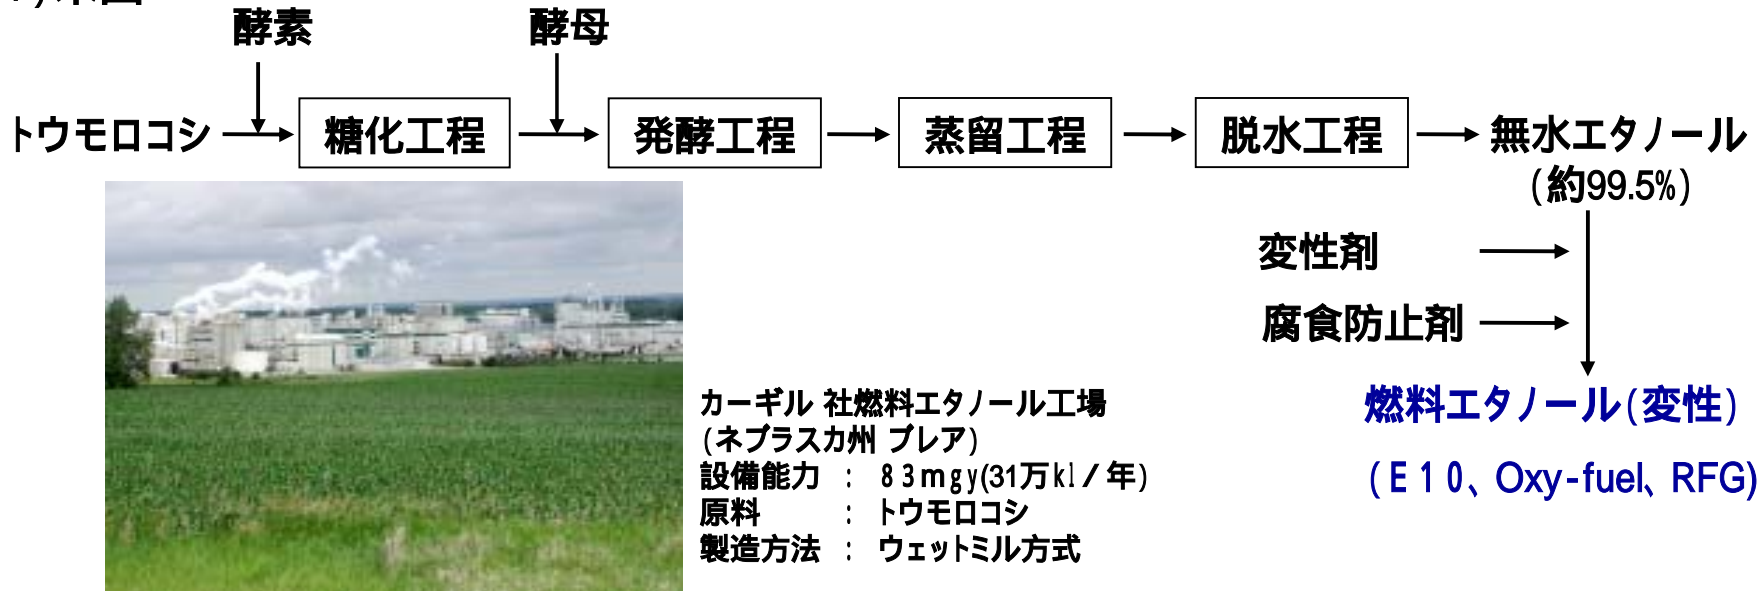 酵素 酵母
トウモロコシ 糖化工程 発酵工程 蒸留工程 脱水工程 無水エタノール
(約99.5%)
変性剤
腐食防止剤
燃料エタノール(変性)
(E10、Oxy-fuel、RFG)
カーギル 社燃料エタノール工場
(ネブラスカ州 ブレア)
設備能力 : 83mgy(31万kl/年)
原料 : トウモロコシ
製造方法 : ウェットミル方式